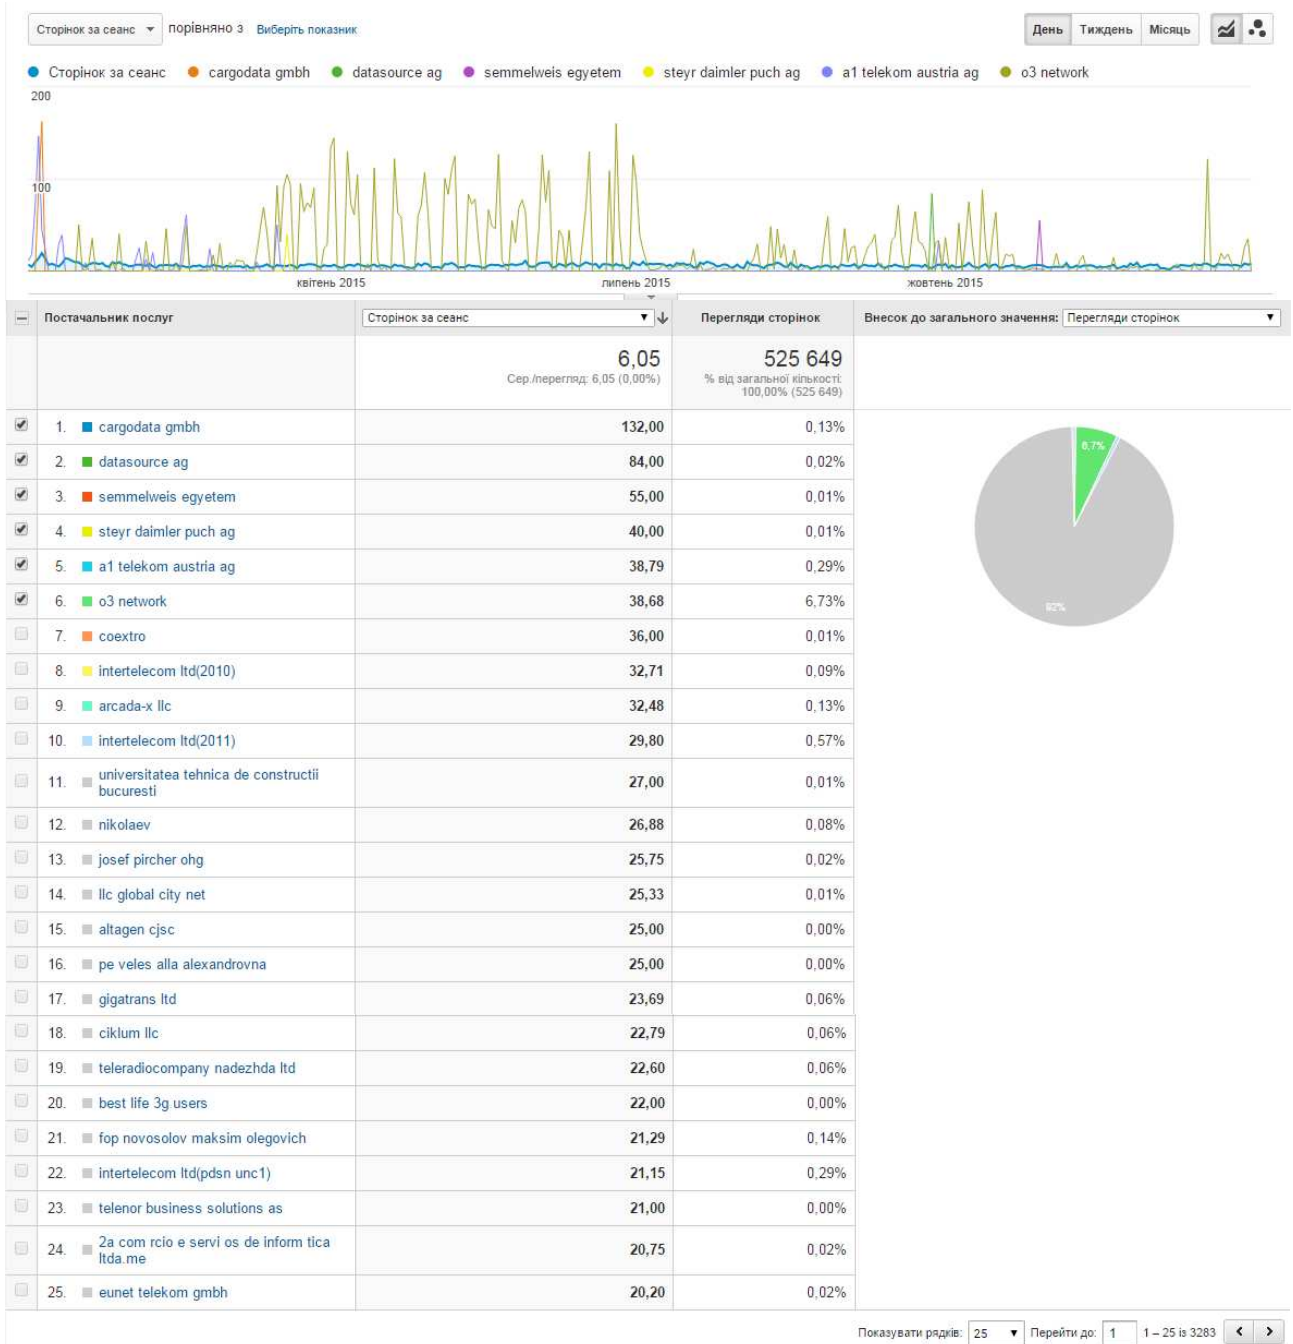 Сторінок за сеанс порівняно з Виберіть показник День Тиждень Місяць
Сторінок за сеанс cargodata gmbh datasource ag semmelweis egyetem steyr daimler puch ag a1 telekom austria ag o3 network
200
100
квітень 2015 липень 2015 жовтень 2015
Постачальник послуг Сторінок за сеанс Перегляди сторінок Внесок до загального значення: Перегляди сторінок
6,05 525 649
Сер./перегляд: 6,05 (0,00%) % від загальної кількості:
100,00% (525 649)
1. cargodata gmbh 132,00 0,13%
6,7%
2. datasource ag 84,00 0,02%
3. semmelweis egyetem 55,00 0,01%
4. steyr daimler puch ag 40,00 0,01%
5. a1 telekom austria ag 38,79 0,29%
6. o3 network 38,68 6,73%
92%
7. coextro 36,00 0,01%
8. intertelecom ltd(2010) 32,71 0,09%
9. arcada-x llc 32,48 0,13%
10. intertelecom ltd(2011) 29,80 0,57%
11. universitatea tehnica de constructii
bucuresti 27,00 0,01%
12. nikolaev 26,88 0,08%
13. josef pircher ohg 25,75 0,02%
14. llc global city net 25,33 0,01%
15. altagen cjsc 25,00 0,00%
16. pe veles alla alexandrovna 25,00 0,00%
17. gigatrans ltd 23,69 0,06%
18. ciklum llc 22,79 0,06%
19. teleradiocompany nadezhda ltd 22,60 0,06%
20. best life 3g users 22,00 0,00%
21. fop novosolov maksim olegovich 21,29 0,14%
22. intertelecom ltd(pdsn unc1) 21,15 0,29%
23. telenor business solutions as 21,00 0,00%
24. 2a com rcio e servi os de inform tica
ltda.me 20,75 0,02%
25. eunet telekom gmbh 20,20 0,02%
Показувати рядків: 25 Перейти до: 1 1 – 25 із 3283